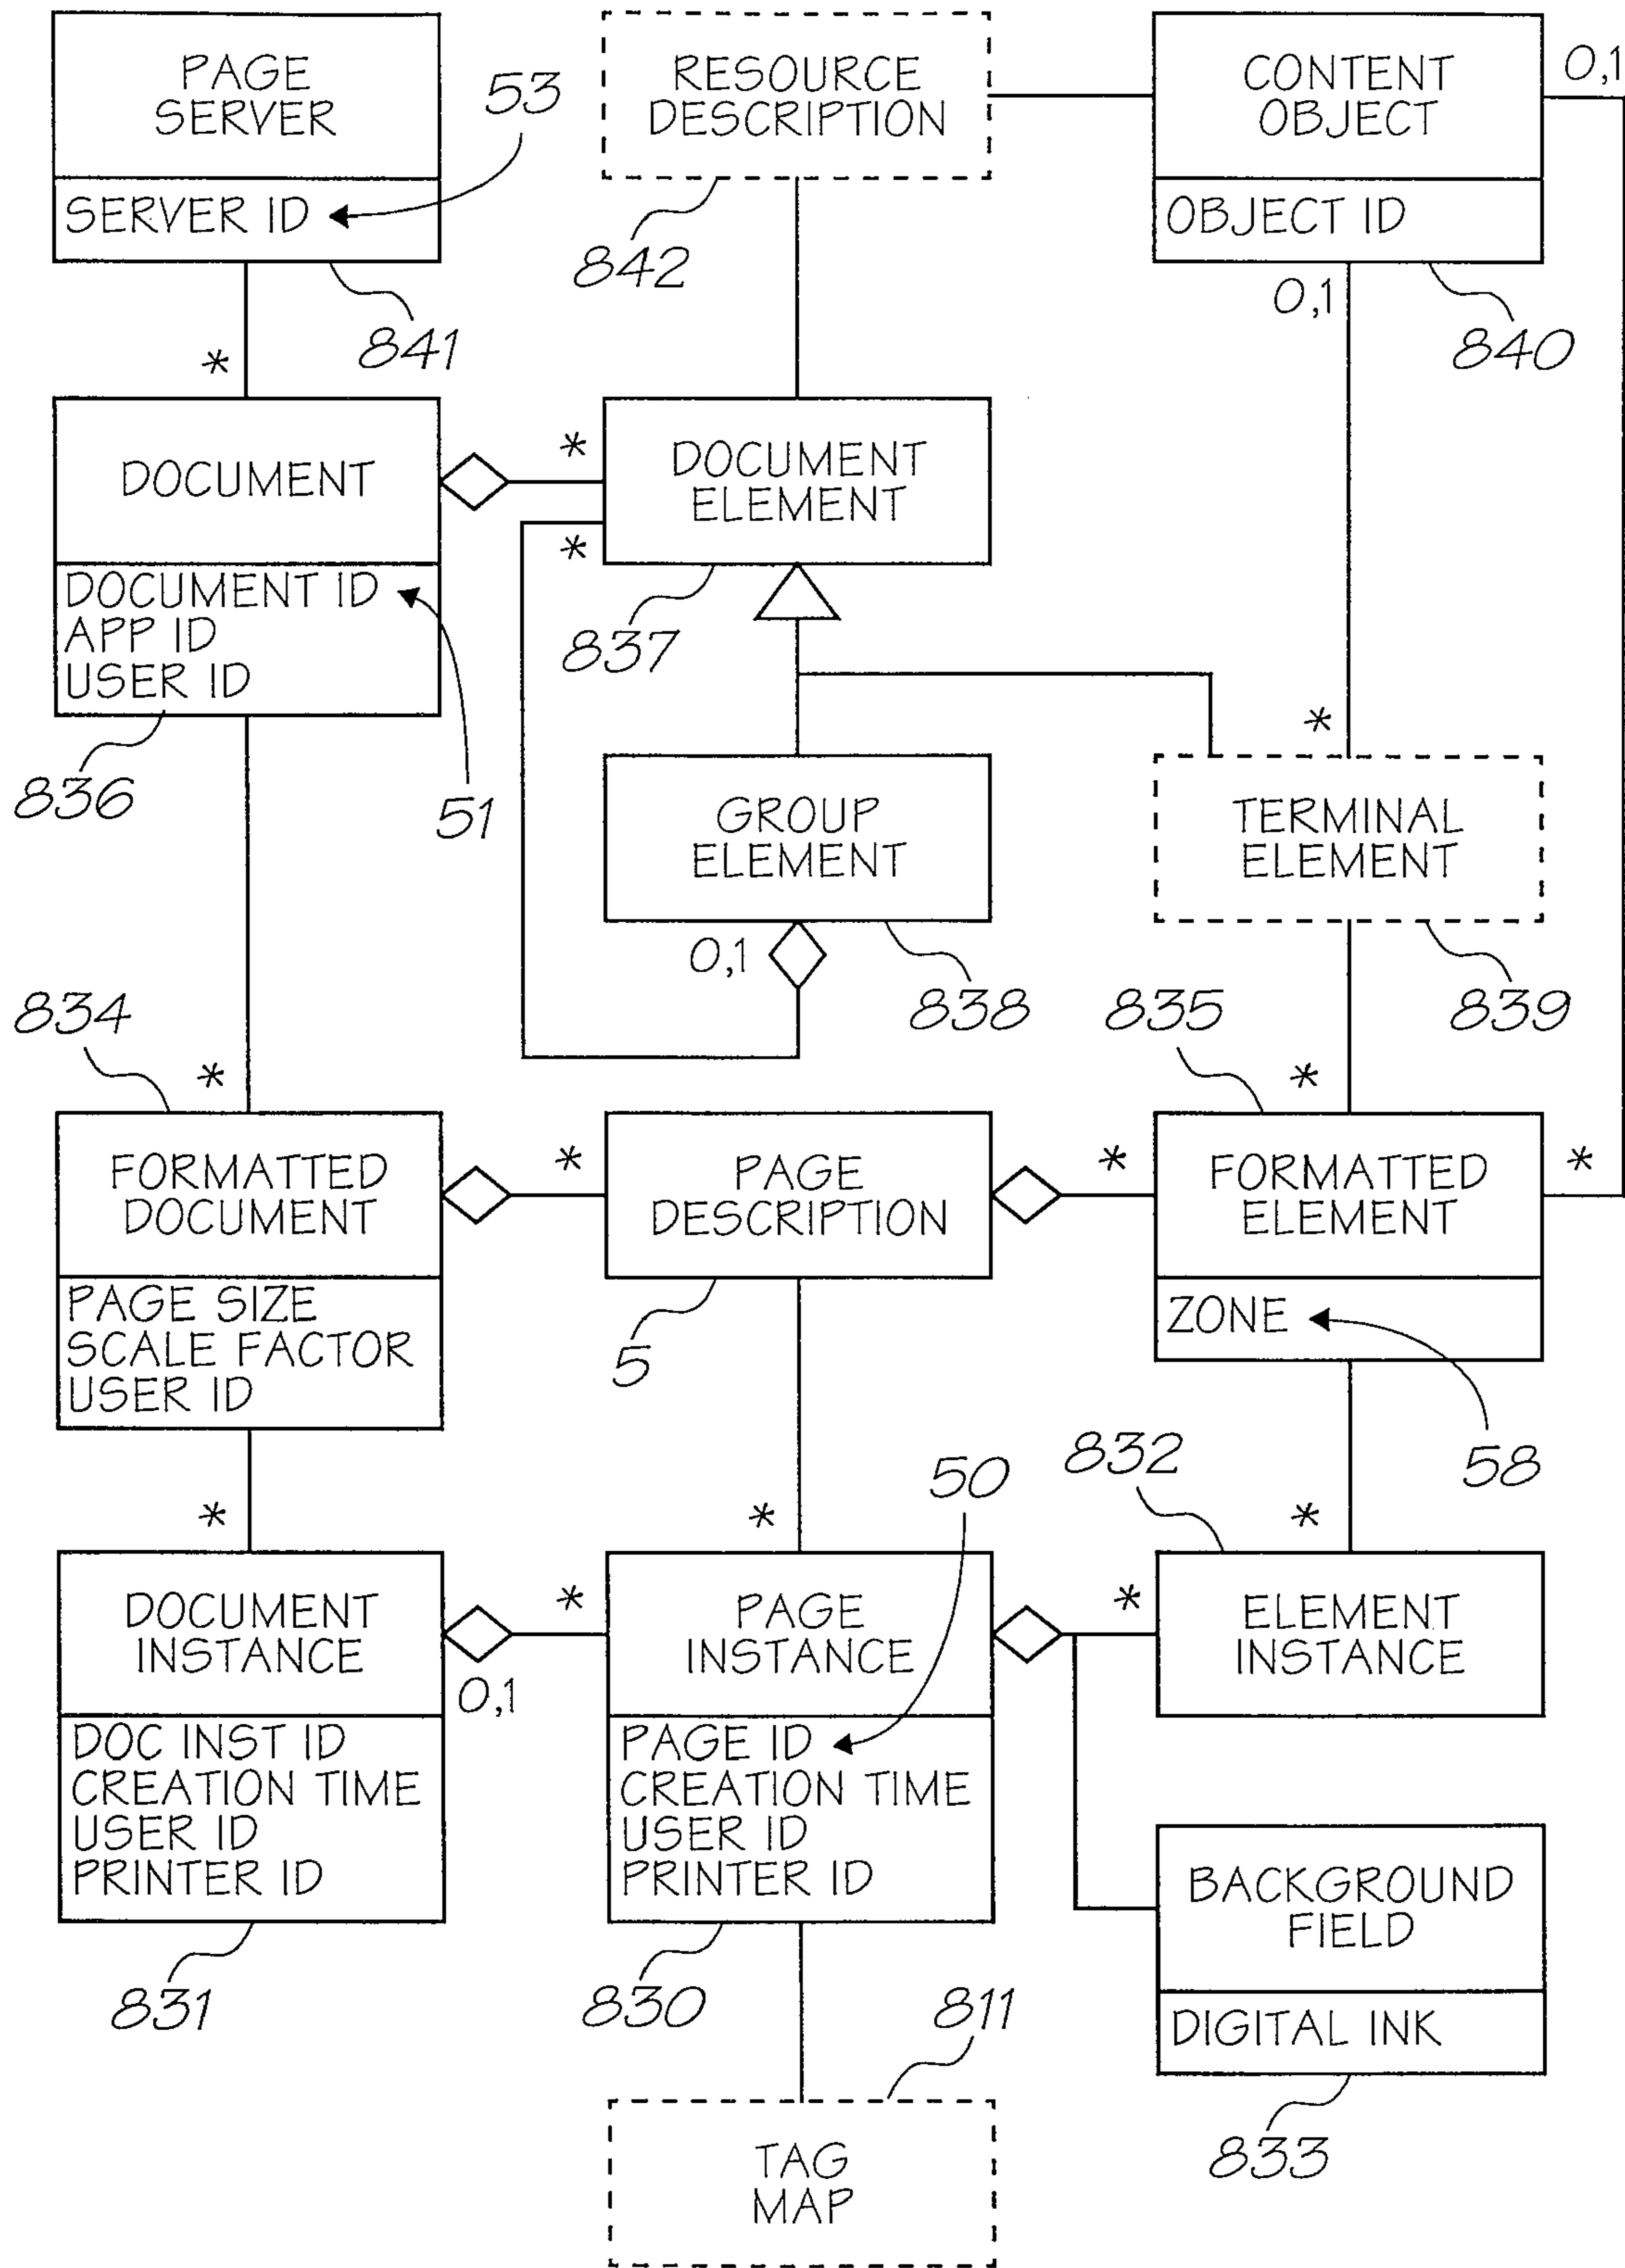 PAGE
SERVER
SERVER ID
53
841
RESOURCE
DESCRIPTION
842
CONTENT
OBJECT
OBJECT ID
0,1
0,1
840
*
DOCUMENT
DOCUMENT ID
APP ID
USER ID
836
51
*
*
DOCUMENT
ELEMENT
837
GROUP
ELEMENT
0,1
838
*
TERMINAL
ELEMENT
839
834
*
FORMATTED
DOCUMENT
PAGE SIZE
SCALE FACTOR
USER ID
*
PAGE
DESCRIPTION
5
835
*
*
*
FORMATTED
ELEMENT
ZONE
58
*
DOCUMENT
INSTANCE
0,1
DOC INST ID
CREATION TIME
USER ID
PRINTER ID
831
50
*
*
PAGE
INSTANCE
PAGE ID
CREATION TIME
USER ID
PRINTER ID
830
832
*
*
ELEMENT
INSTANCE
BACKGROUND
FIELD
DIGITAL INK
833
811
TAG
MAP